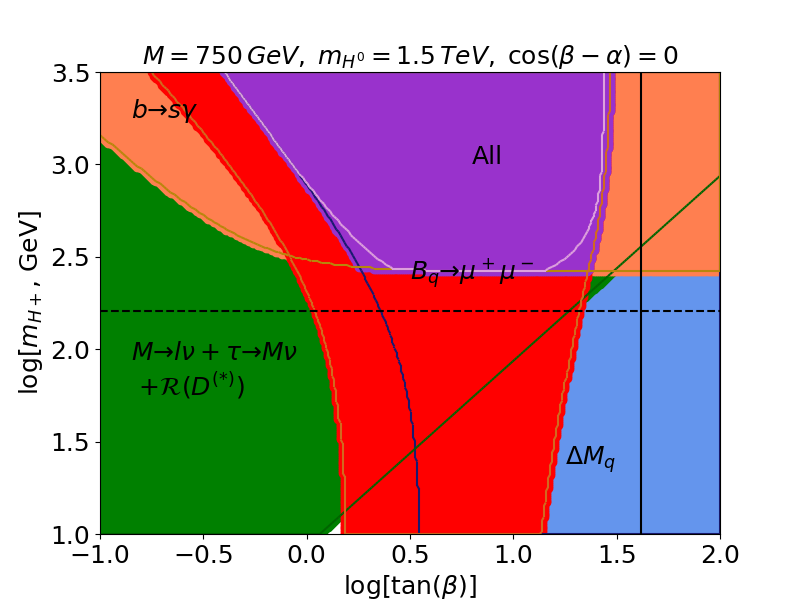 M = 750 GeV, m_{H^0} = 1.5 TeV, cos(β − α) = 0
log[m_{H+}, GeV]
3.5
3.0
2.5
2.0
1.5
1.0
b→sγ
All
B_q→μ^+μ^−
M→lν + τ→Mν
+ℛ(D^{(*)})
ΔM_q
−1.0 −0.5 0.0 0.5 1.0 1.5 2.0
log[tan(β)]